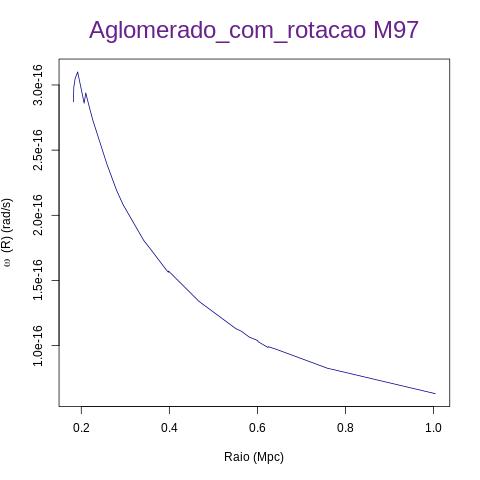 Aglomerado_com_rotacao M97
ω (R) (rad/s)
3.0e-16
2.5e-16
2.0e-16
1.5e-16
1.0e-16
0.2 0.4 0.6 0.8 1.0
Raio (Mpc)